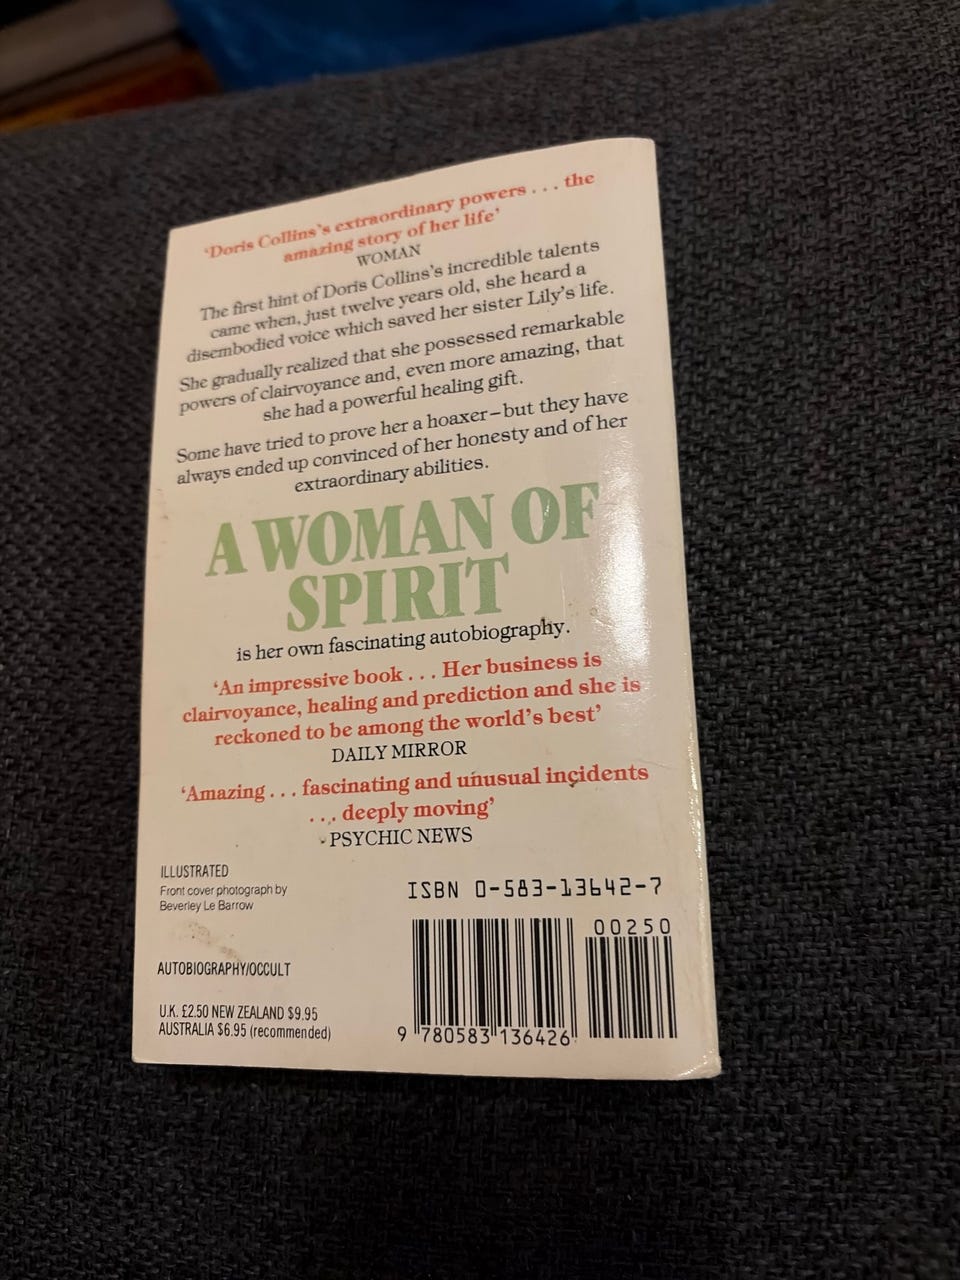 'Doris Collins's extraordinary powers . . . the
amazing story of her life'
WOMAN
The first hint of Doris Collins's incredible talents
came when, just twelve years old, she heard a
disembodied voice which saved her sister Lily's life.
She gradually realized that she possessed remarkable
powers of clairvoyance and, even more amazing, that
she had a powerful healing gift.
Some have tried to prove her a hoaxer–but they have
always ended up convinced of her honesty and of her
extraordinary abilities.
A WOMAN OF
SPIRIT
is her own fascinating autobiography.
'An impressive book . . . Her business is
clairvoyance, healing and prediction and she is
reckoned to be among the world's best'
DAILY MIRROR
'Amazing . . . fascinating and unusual incidents
. . . deeply moving'
PSYCHIC NEWS
ILLUSTRATED
Front cover photograph by
Beverley Le Barrow
AUTOBIOGRAPHY/OCCULT
U.K. £2.50 NEW ZEALAND $9.95
AUSTRALIA $6.95 (recommended)
ISBN 0-583-13642-7
00250
9 780583 136426